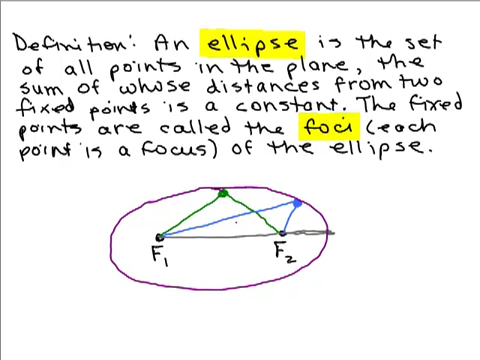 Definition: An ellipse is the set
of all points in the plane, the
sum of whose distances from two
fixed points is a constant. The fixed
points are called the foci (each
point is a focus) of the ellipse.
F1 F2